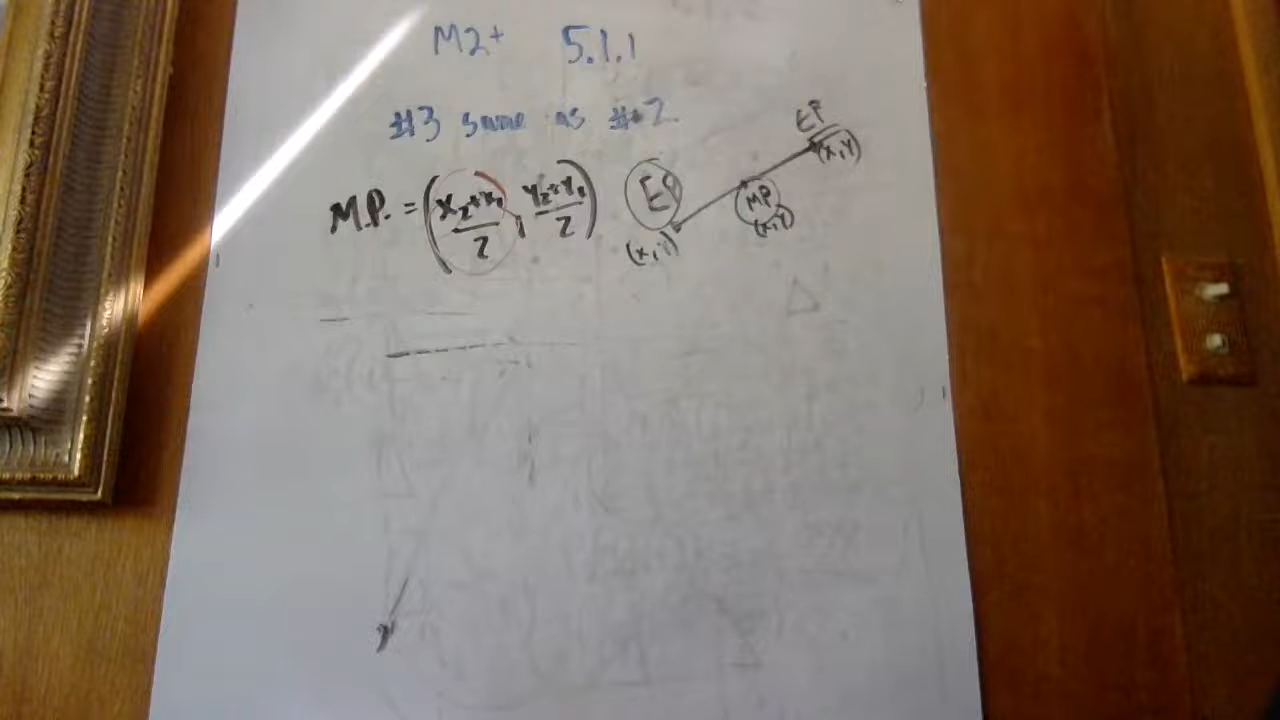 M2+ 5.1.1
#3 same as #2
M.P. = (x₂+x₁/2, y₂+y₁/2)
EP
(x,y)
MP
(x,y)
EP
(x,y)